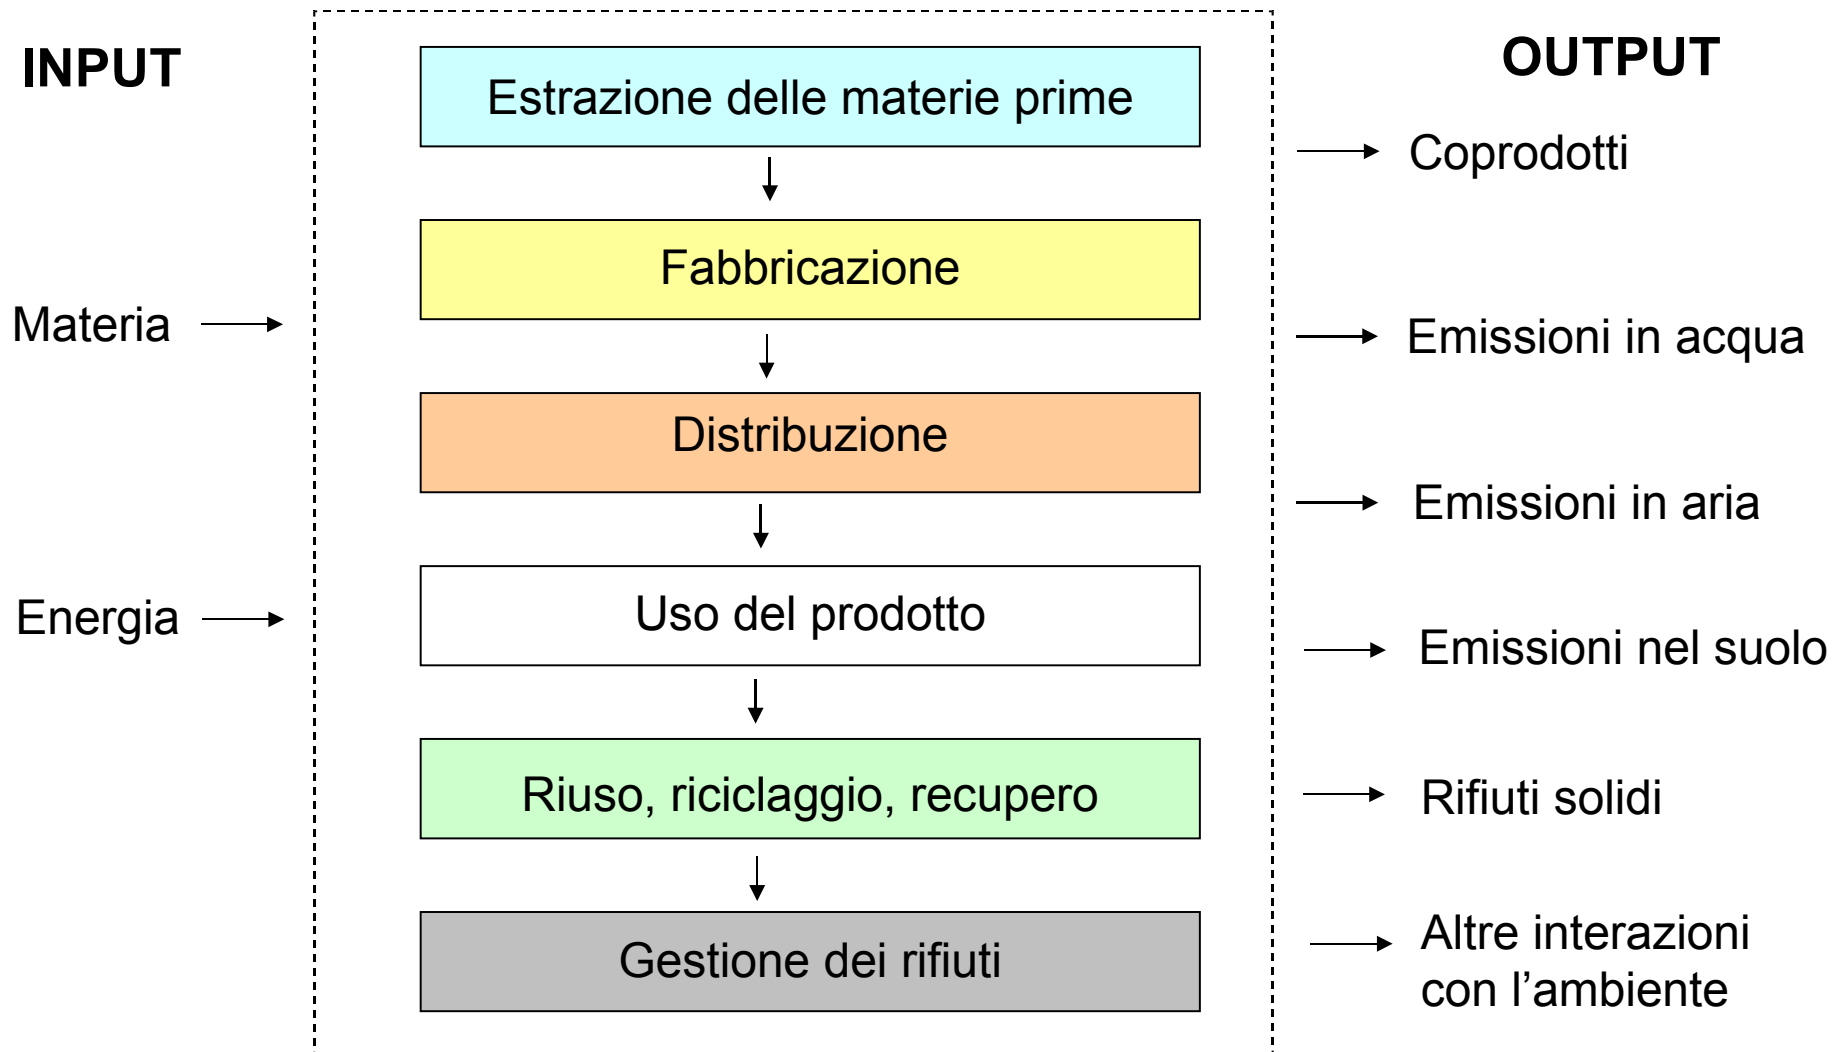 INPUT
Materia
Energia
Estrazione delle materie prime
Fabbricazione
Distribuzione
Uso del prodotto
Riuso, riciclaggio, recupero
Gestione dei rifiuti
OUTPUT
Coprodotti
Emissioni in acqua
Emissioni in aria
Emissioni nel suolo
Rifiuti solidi
Altre interazioni
con l’ambiente